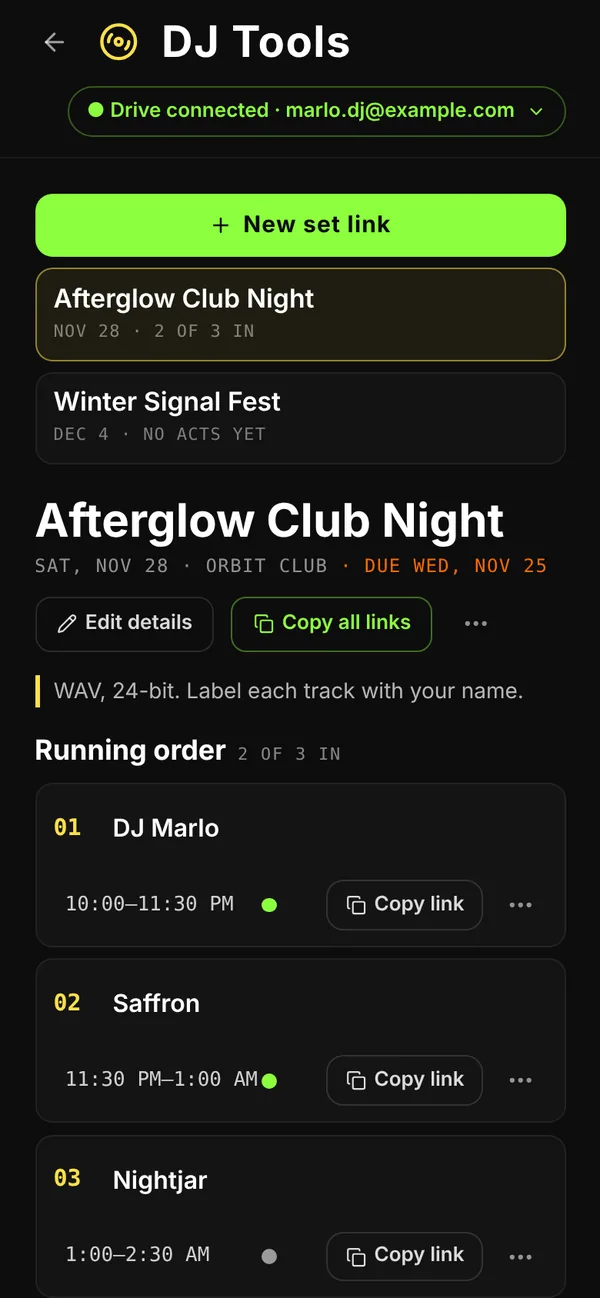 DJ Tools
Drive connected · marlo.dj@example.com
+ New set link
Afterglow Club Night
NOV 28 · 2 OF 3 IN
Winter Signal Fest
DEC 4 · NO ACTS YET
Afterglow Club Night
SAT, NOV 28 · ORBIT CLUB · DUE WED, NOV 25
Edit details Copy all links
WAV, 24-bit. Label each track with your name.
Running order 2 OF 3 IN
01 DJ Marlo
10:00–11:30 PM Copy link
02 Saffron
11:30 PM–1:00 AM Copy link
03 Nightjar
1:00–2:30 AM Copy link